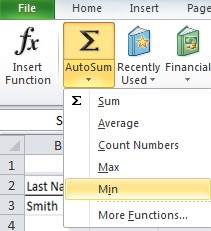 File Home Insert
fx Σ
Insert Function AutoSum Recently Used Financial
Σ Sum
Average
Count Numbers
Max
Min
More Functions...
B
1
2 Last Na
3 Smith